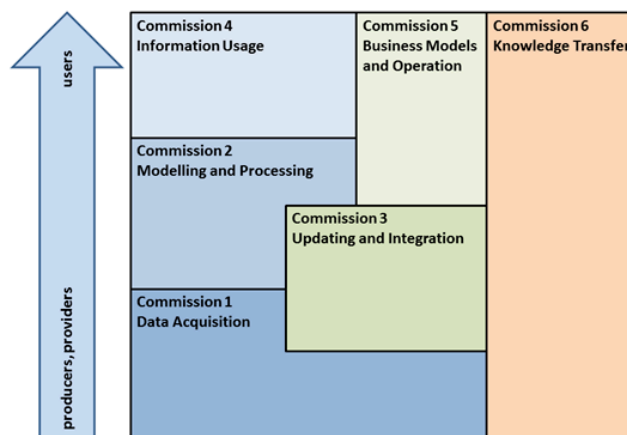 users
producers, providers
Commission 4
Information Usage
Commission 5
Business Models
and Operation
Commission 6
Knowledge Transfer
Commission 2
Modelling and Processing
Commission 3
Updating and Integration
Commission 1
Data Acquisition